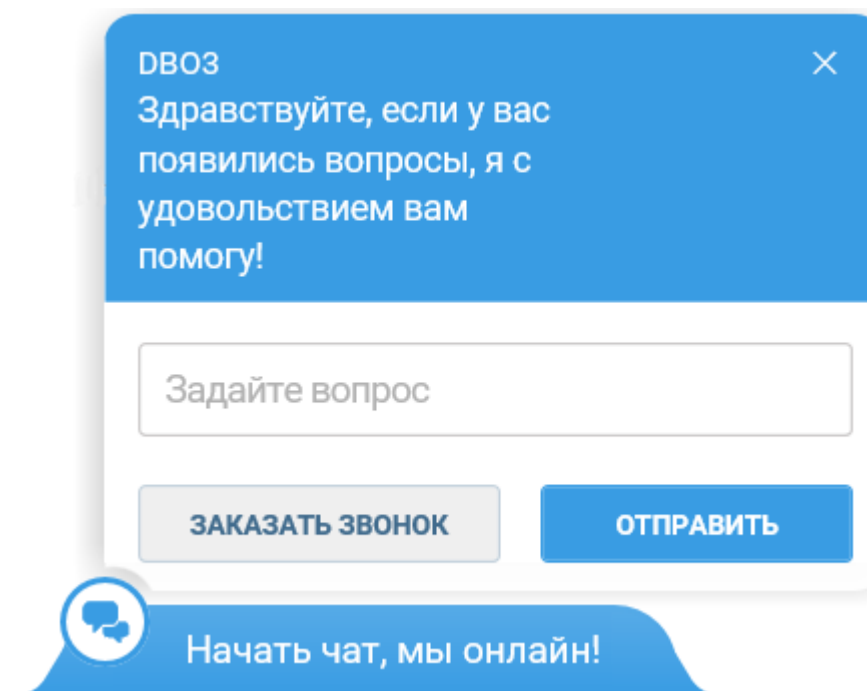 DBO3
Здравствуйте, если у вас
появились вопросы, я с
удовольствием вам
помогу!
Задайте вопрос
ЗАКАЗАТЬ ЗВОНОК
ОТПРАВИТЬ
Начать чат, мы онлайн!